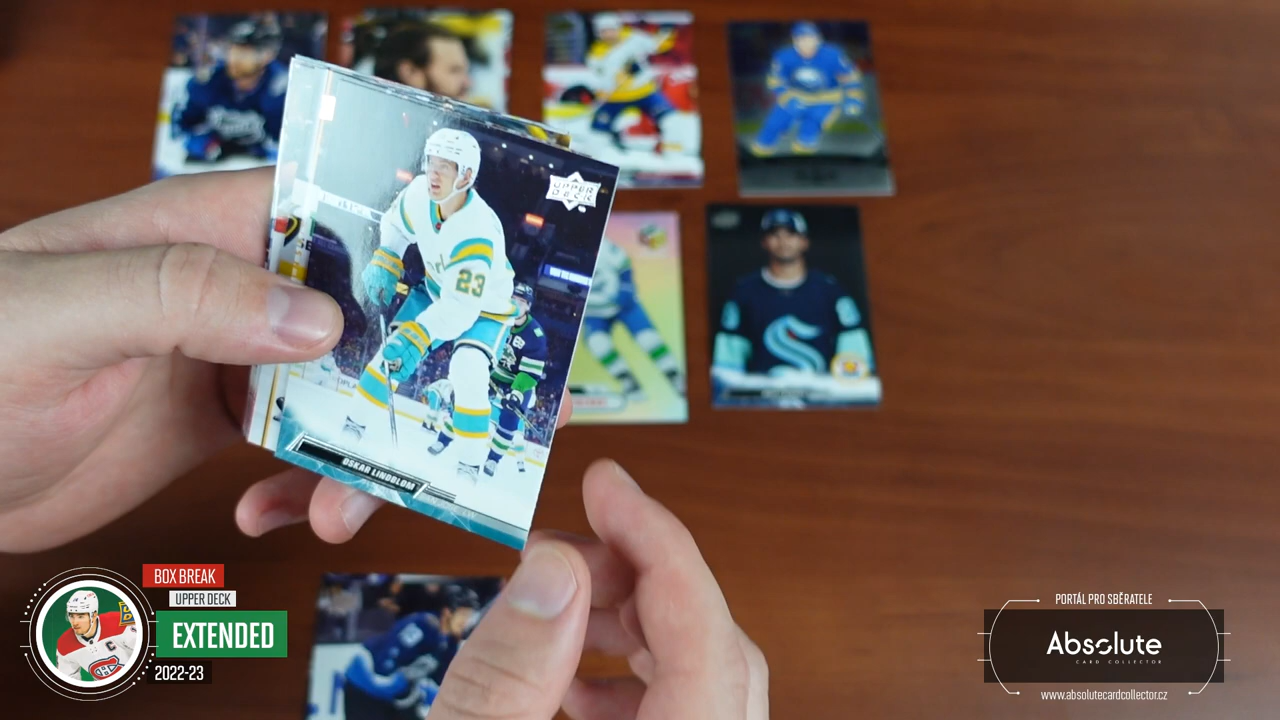 UPPER
DECK
23
OSKAR LINDBLOM
BOX BREAK
UPPER DECK
EXTENDED
2022-23
PORTÁL PRO SBĚRATELE
Absolute
CARD COLLECTOR
www.absolutecardcollector.cz